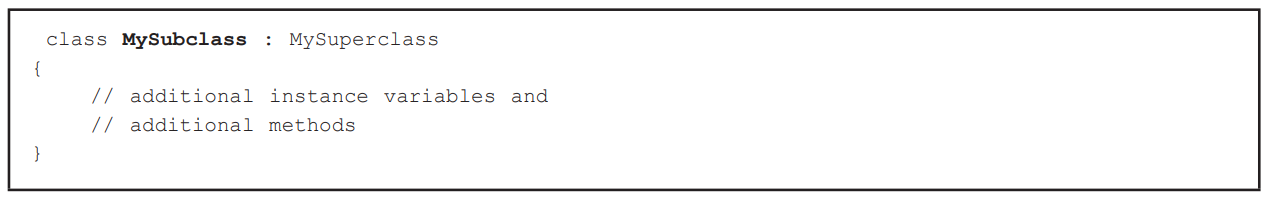 class MySubclass : MySuperclass
{
// additional instance variables and
// additional methods
}